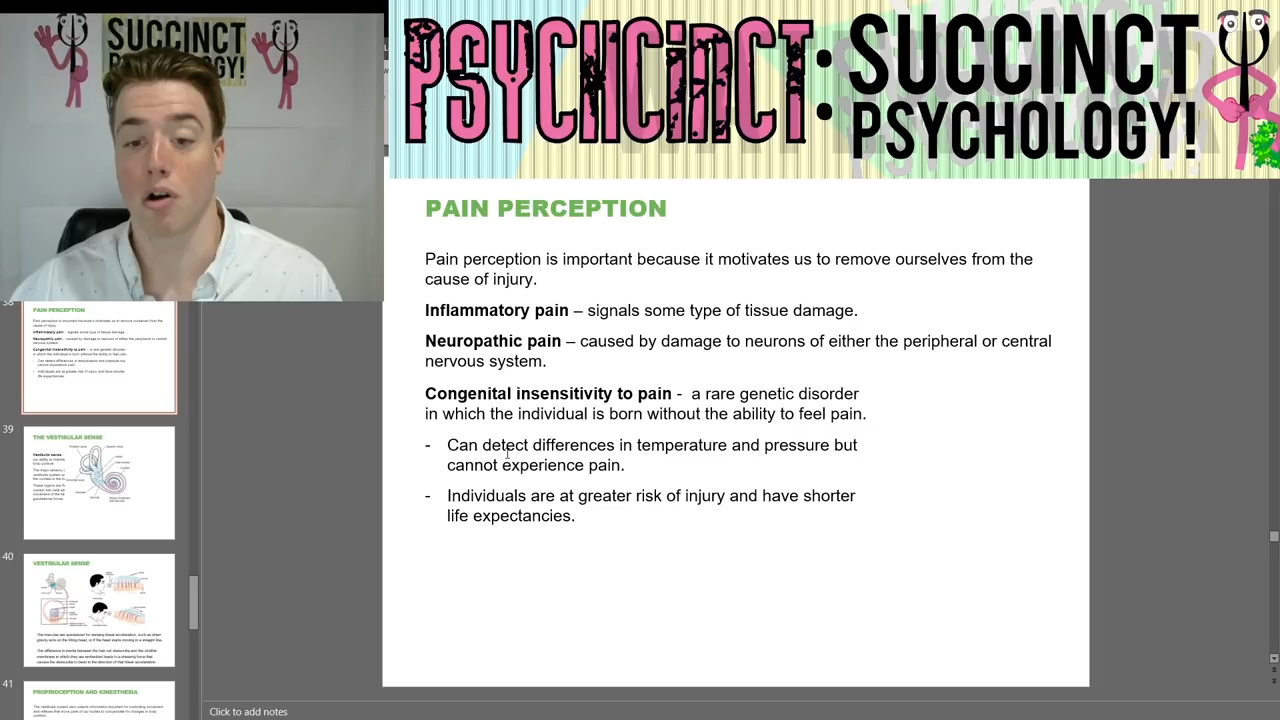 SUCCINCT
PSYCHCINCT: SUCCINCT
PSYCHOLOGY!
PAIN PERCEPTION
Pain perception is important because it motivates us to remove ourselves from the
cause of injury.
Inflammatory pain – signals some type of tissue damage.
Neuropathic pain – caused by damage to neurons of either the peripheral or central
nervous system.
Congenital insensitivity to pain - a rare genetic disorder
in which the individual is born without the ability to feel pain.
- Can detect differences in temperature and pressure but
cannot experience pain.
- Individuals are at greater risk of injury and have shorter
life expectancies.
PAIN PERCEPTION
39
THE VESTIBULAR SENSE
40
VESTIBULAR SENSE
41
PROPRIOCEPTION AND KINESTHESIA
Click to add notes